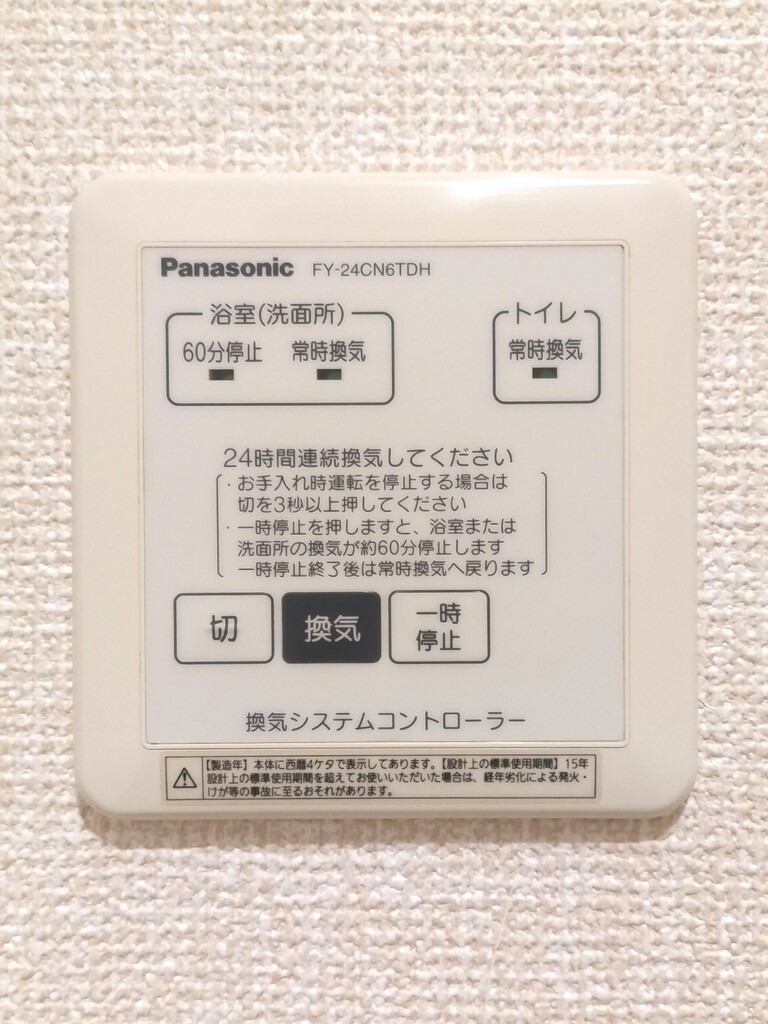 Panasonic FY-24CN6TDH
浴室(洗面所)
トイレ
60分停止 常時換気
常時換気
24時間連続換気してください
・お手入れ時運転を停止する場合は
切を3秒以上押してください
・一時停止を押しますと、浴室または
洗面所の換気が約60分停止します
一時停止終了後は常時換気へ戻ります
切
換気
一時
停止
換気システムコントローラー
【製造年】本体に西暦4ケタで表示してあります。【設計上の標準使用期間】15年
設計上の標準使用期間を超えてお使いいただいた場合は、経年劣化による発火・
けが等の事故に至るおそれがあります。